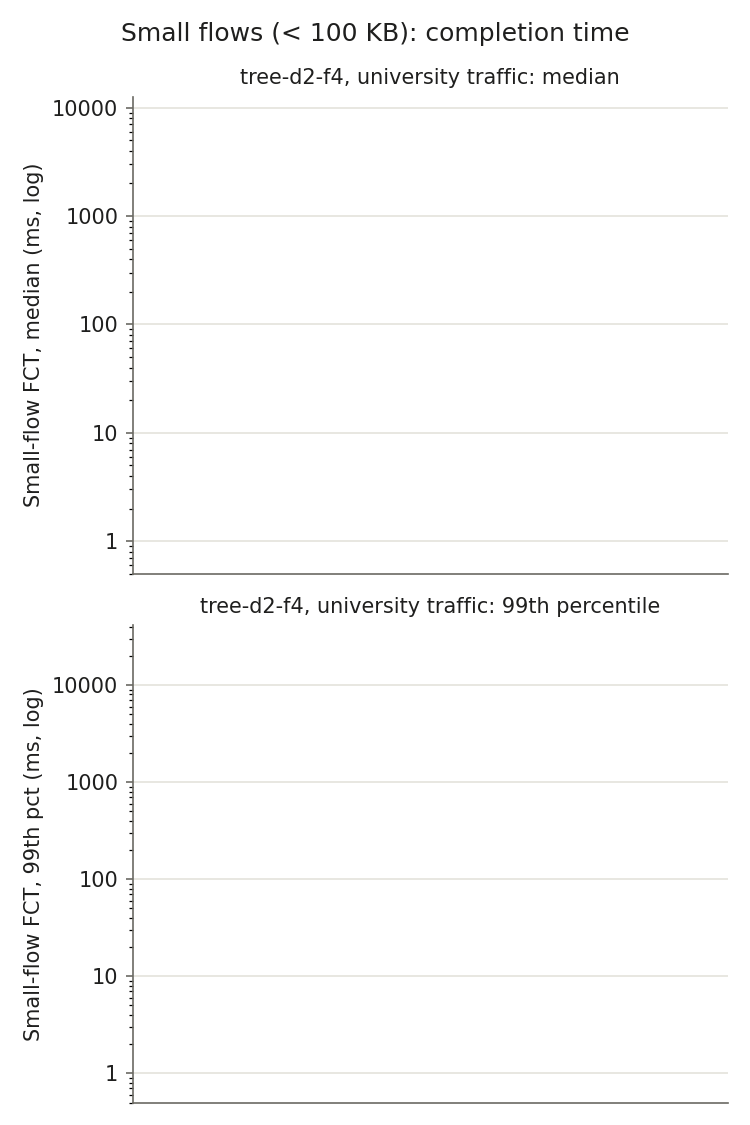 Small flows (< 100 KB): completion time
tree-d2-f4, university traffic: median
Small-flow FCT, median (ms, log)
10000
1000
100
10
1
tree-d2-f4, university traffic: 99th percentile
Small-flow FCT, 99th pct (ms, log)
10000
1000
100
10
1